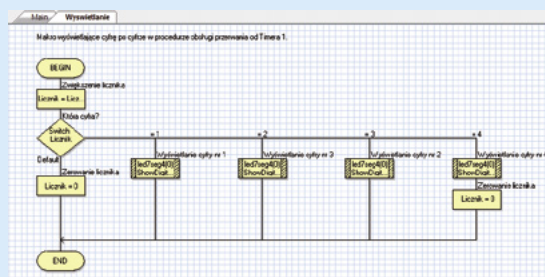 Main
Wyswietlanie
Makro wyświetlające cyfrę po cyfrze w procedurze obsługi przerwania od Timera 1.
BEGIN
Zwiększenie licznika
Licznik = Licz...
Która cyfra?
Switch
Licznik
= 1
= 2
= 3
= 4
Default
Wyświetlanie cyfry nr 1
led7seg4(0)
ShowDigit...
Wyświetlanie cyfry nr 3
led7seg4(0)
ShowDigit...
Wyświetlanie cyfry nr 2
led7seg4(0)
ShowDigit...
Wyświetlanie cyfry nr
led7seg4(0)
ShowDigit...
Zerowanie licznika
Licznik = 0
Zerowanie licznika
Licznik = 0
END